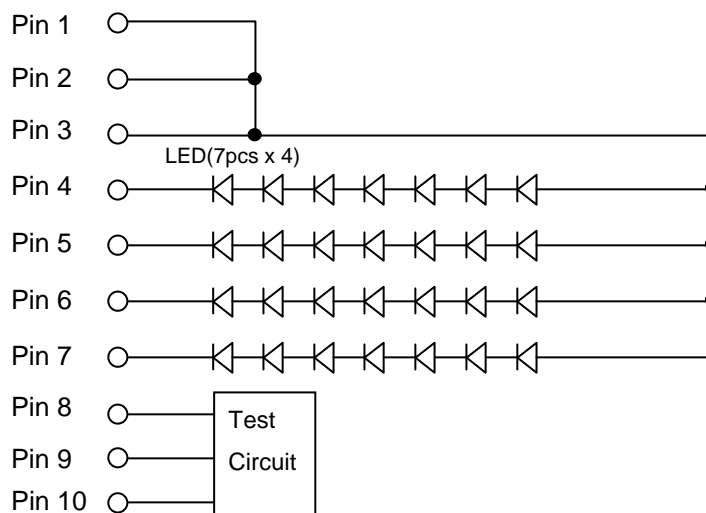 Pin 1
Pin 2
Pin 3
LED(7pcs x 4)
Pin 4
Pin 5
Pin 6
Pin 7
Pin 8
Test
Pin 9
Circuit
Pin 10